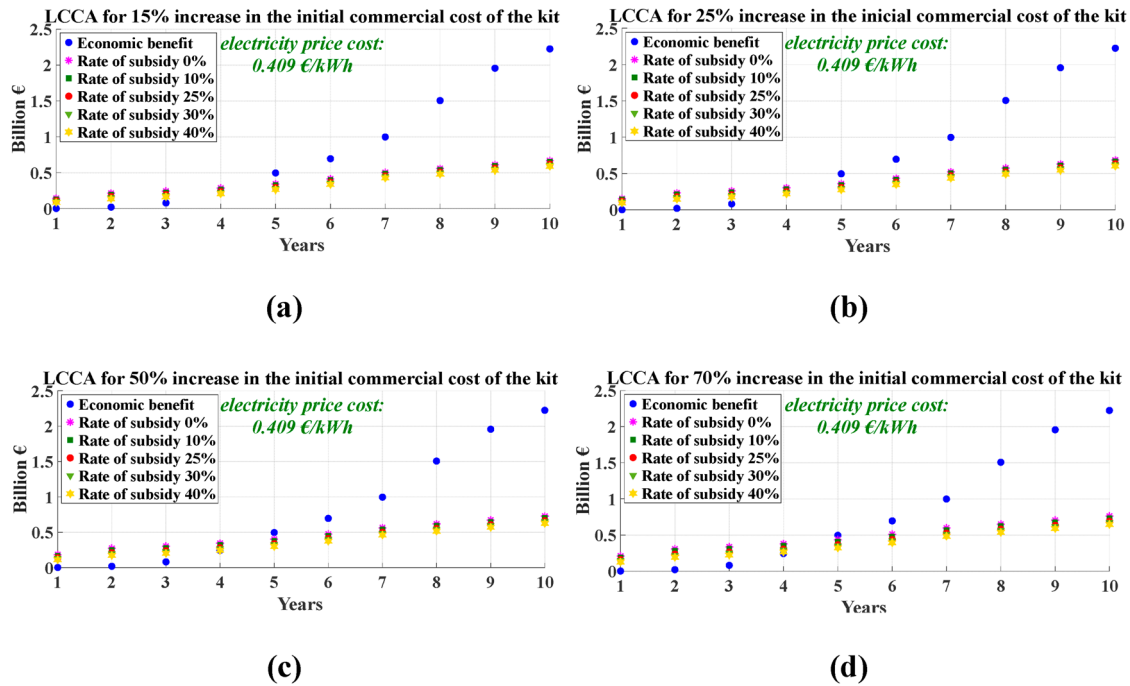 LCCA for 15% increase in the initial commercial cost of the kit
2.5
2
1.5
1
0.5
0
Billion €
Economic benefit
Rate of subsidy 0%
Rate of subsidy 10%
Rate of subsidy 25%
Rate of subsidy 30%
Rate of subsidy 40%
electricity price cost:
0.409 €/kWh
1 2 3 4 5 6 7 8 9 10
Years
(a)
LCCA for 25% increase in the inicial commercial cost of the kit
2.5
2
1.5
1
0.5
0
Billion €
Economic benefit
Rate of subsidy 0%
Rate of subsidy 10%
Rate of subsidy 25%
Rate of subsidy 30%
Rate of subsidy 40%
electricity price cost:
0.409 €/kWh
1 2 3 4 5 6 7 8 9 10
Years
(b)
LCCA for 50% increase in the initial commercial cost of the kit
2.5
2
1.5
1
0.5
0
Billion €
Economic benefit
Rate of subsidy 0%
Rate of subsidy 10%
Rate of subsidy 25%
Rate of subsidy 30%
Rate of subsidy 40%
electricity price cost:
0.409 €/kWh
1 2 3 4 5 6 7 8 9 10
Years
(c)
LCCA for 70% increase in the initial commercial cost of the kit
2.5
2
1.5
1
0.5
0
Billion €
Economic benefit
Rate of subsidy 0%
Rate of subsidy 10%
Rate of subsidy 25%
Rate of subsidy 30%
Rate of subsidy 40%
electricity price cost:
0.409 €/kWh
1 2 3 4 5 6 7 8 9 10
Years
(d)